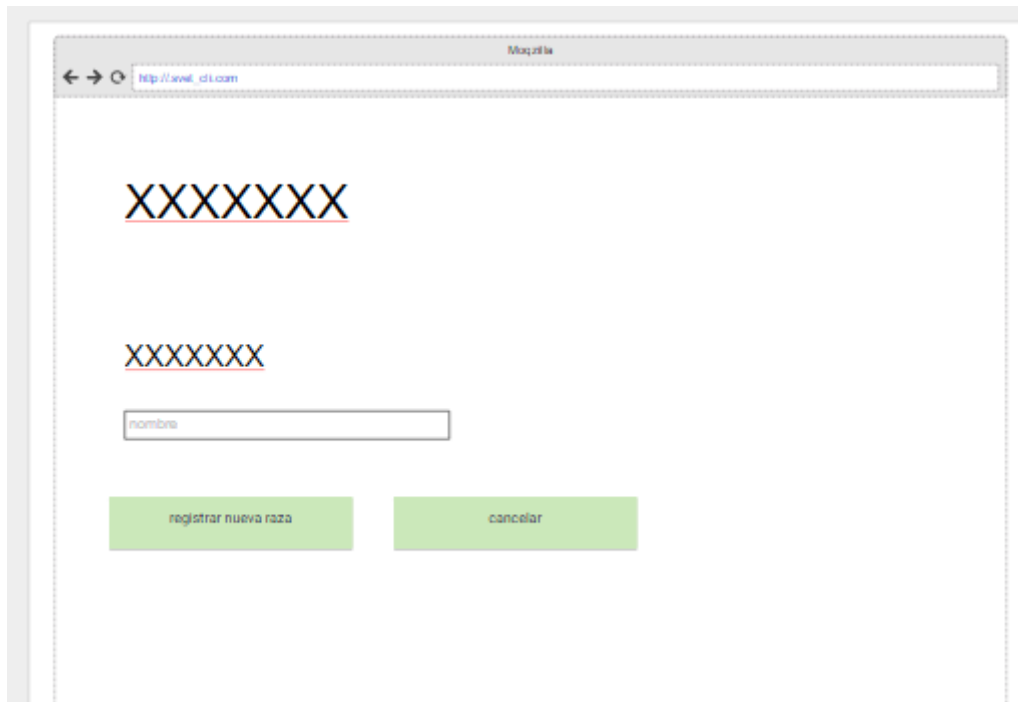 Moqzilla
http://svet_cli.com
XXXXXXX
XXXXXXX
nombre
registrar nueva raza
cancelar